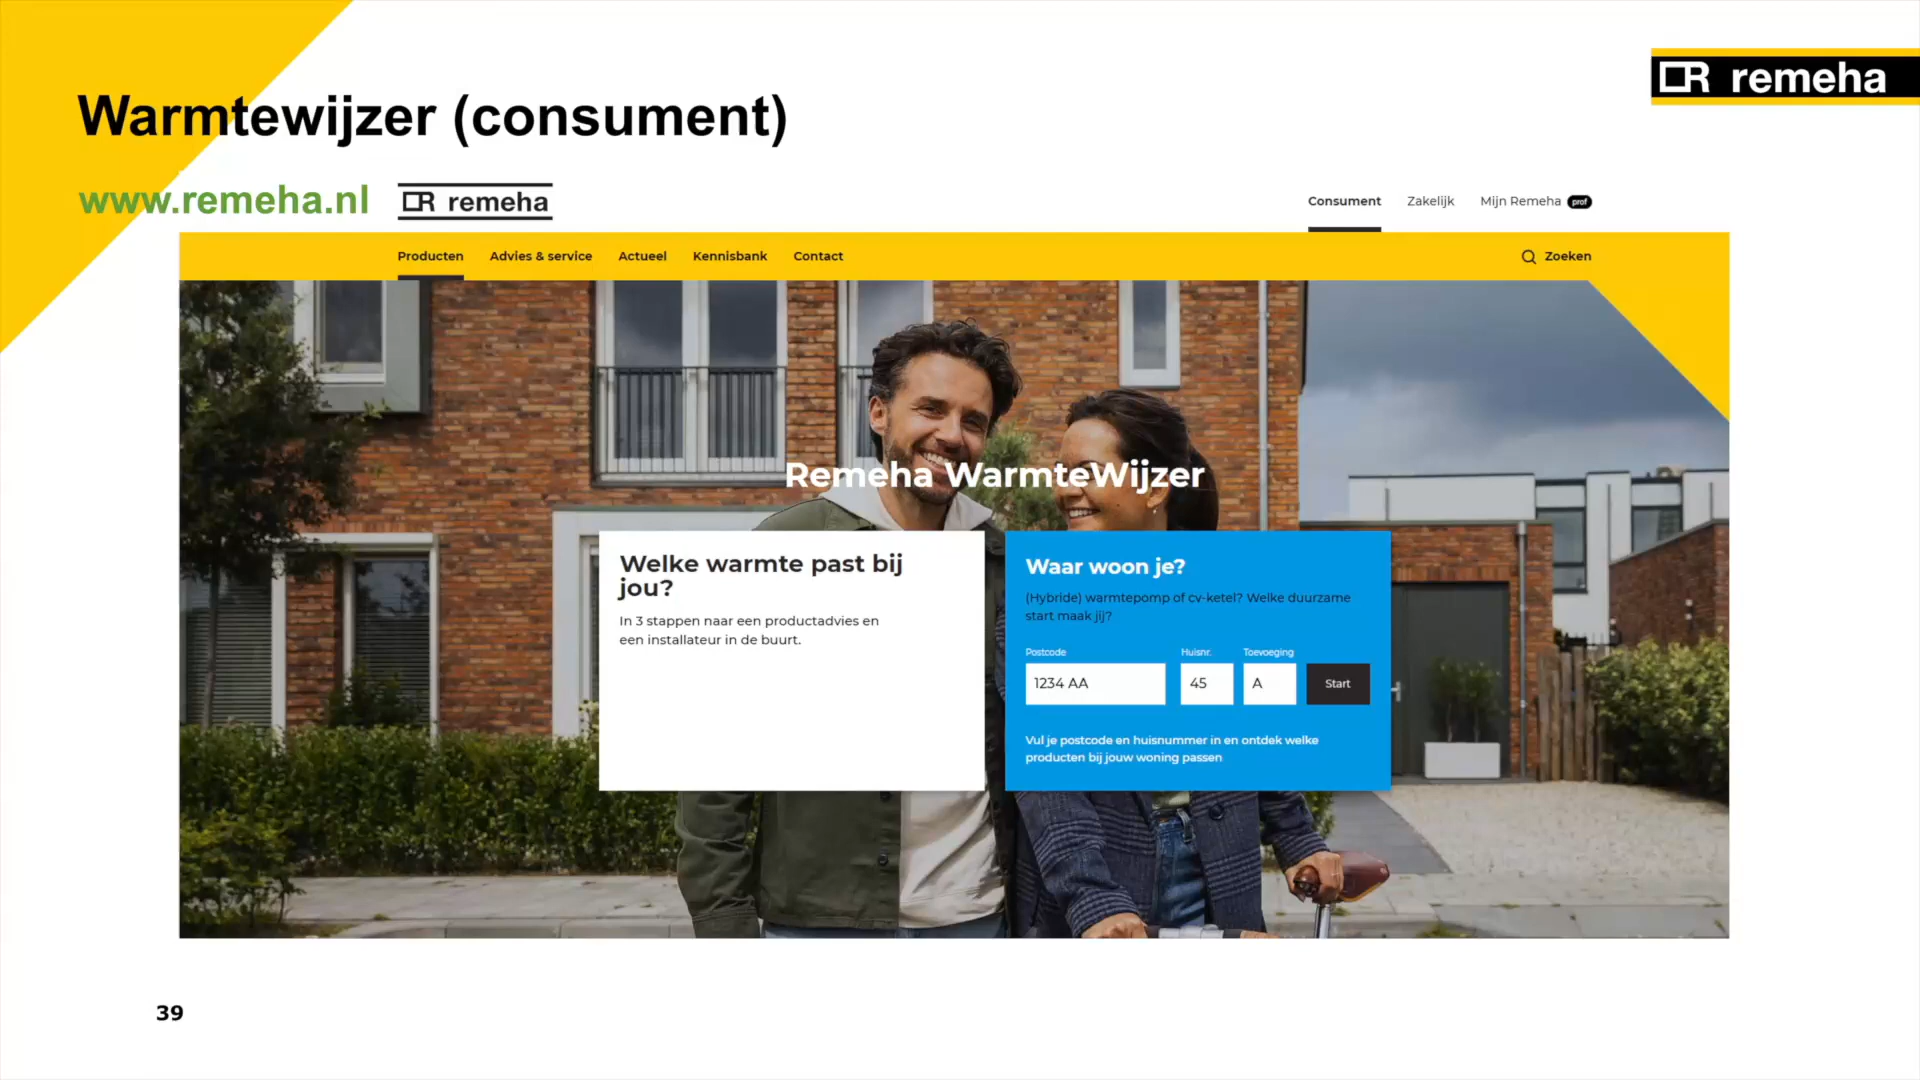 remeha
Warmtewijzer (consument)
www.remeha.nl
remeha
Consument Zakelijk Mijn Remeha prof
Producten Advies & service Actueel Kennisbank Contact Zoeken
Remeha WarmteWijzer
Welke warmte past bij
jou?
In 3 stappen naar een productadvies en
een installateur in de buurt.
Waar woon je?
(Hybride) warmtepomp of cv-ketel? Welke duurzame
start maak jij?
Postcode Huisnr. Toevoeging
1234 AA 45 A Start
Vul je postcode en huisnummer in en ontdek welke
producten bij jouw woning passen
39